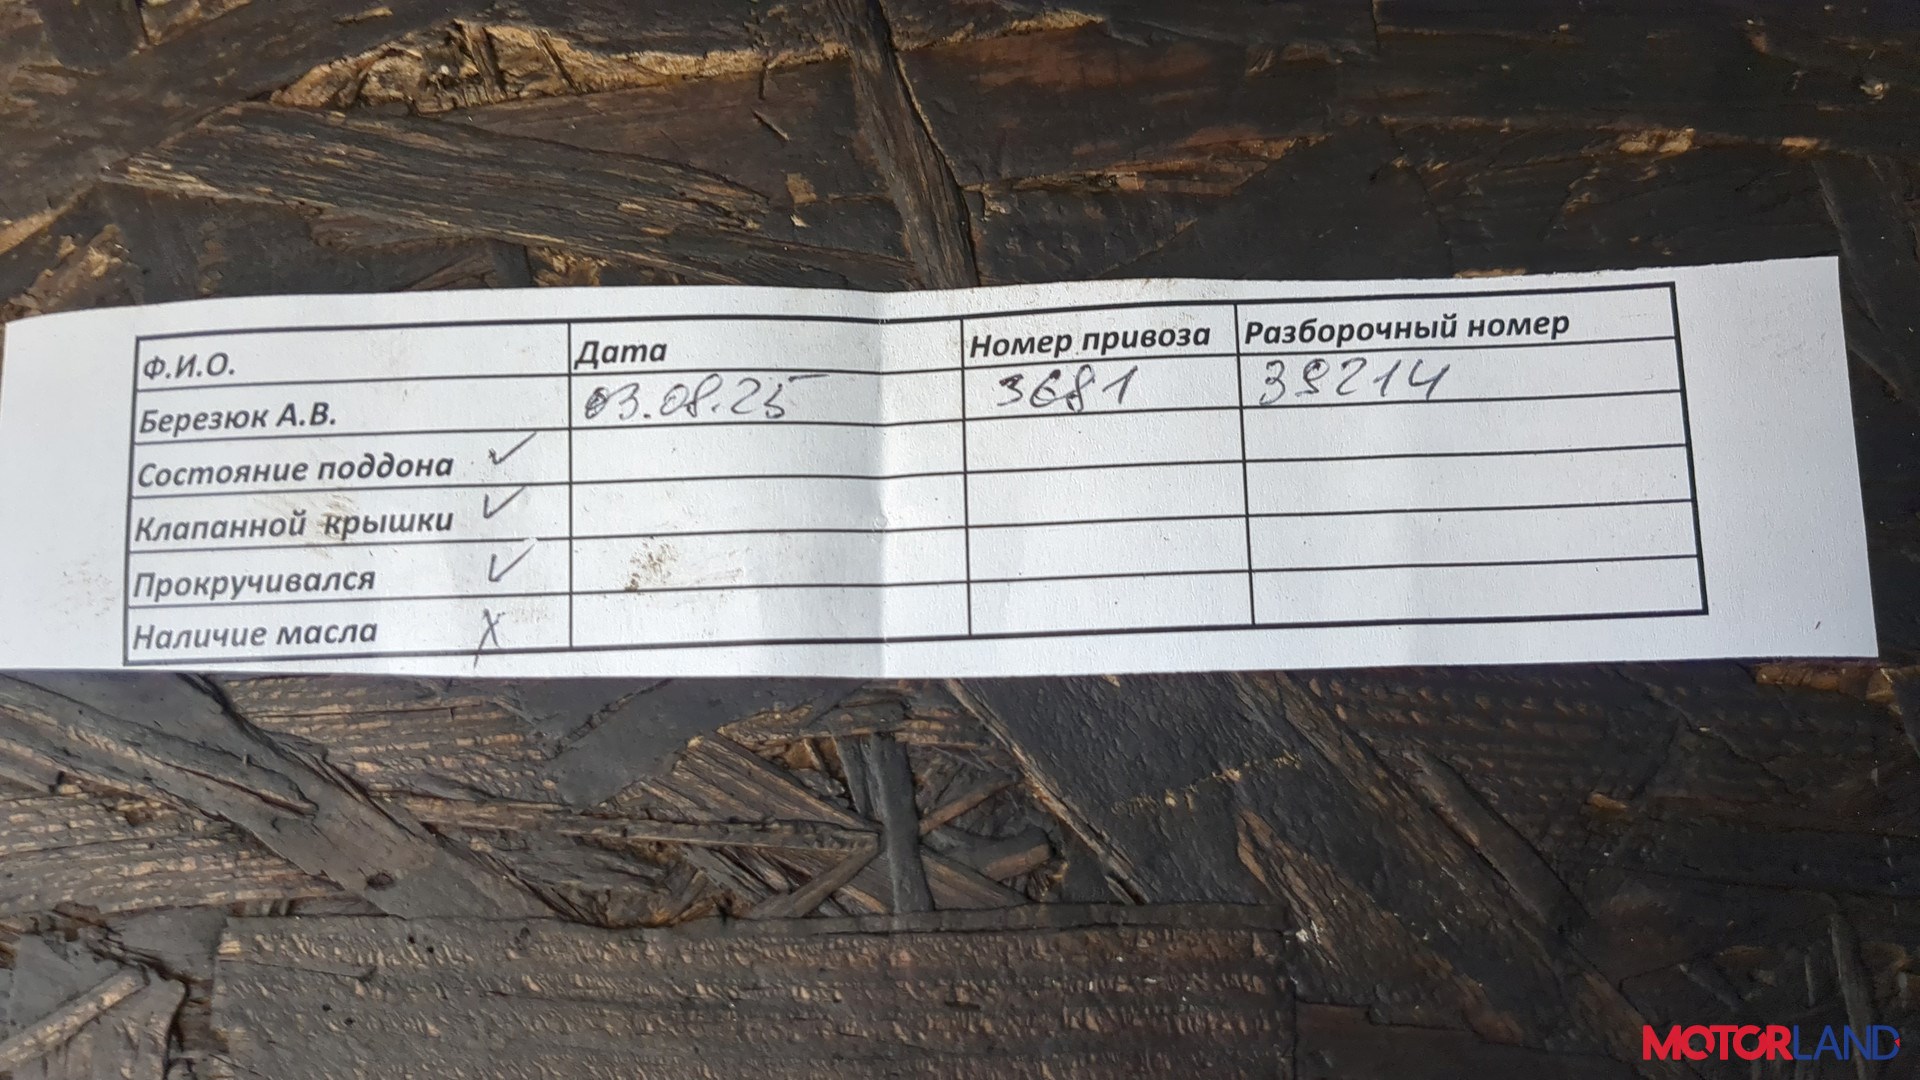 Ф.И.О. Дата Номер привоза Разборочный номер
Березюк А.В. 03.08.25 3681 39214
Состояние поддона ✓
Клапанной крышки ✓
Прокручивался ✓
Наличие масла X
MOTORLAND